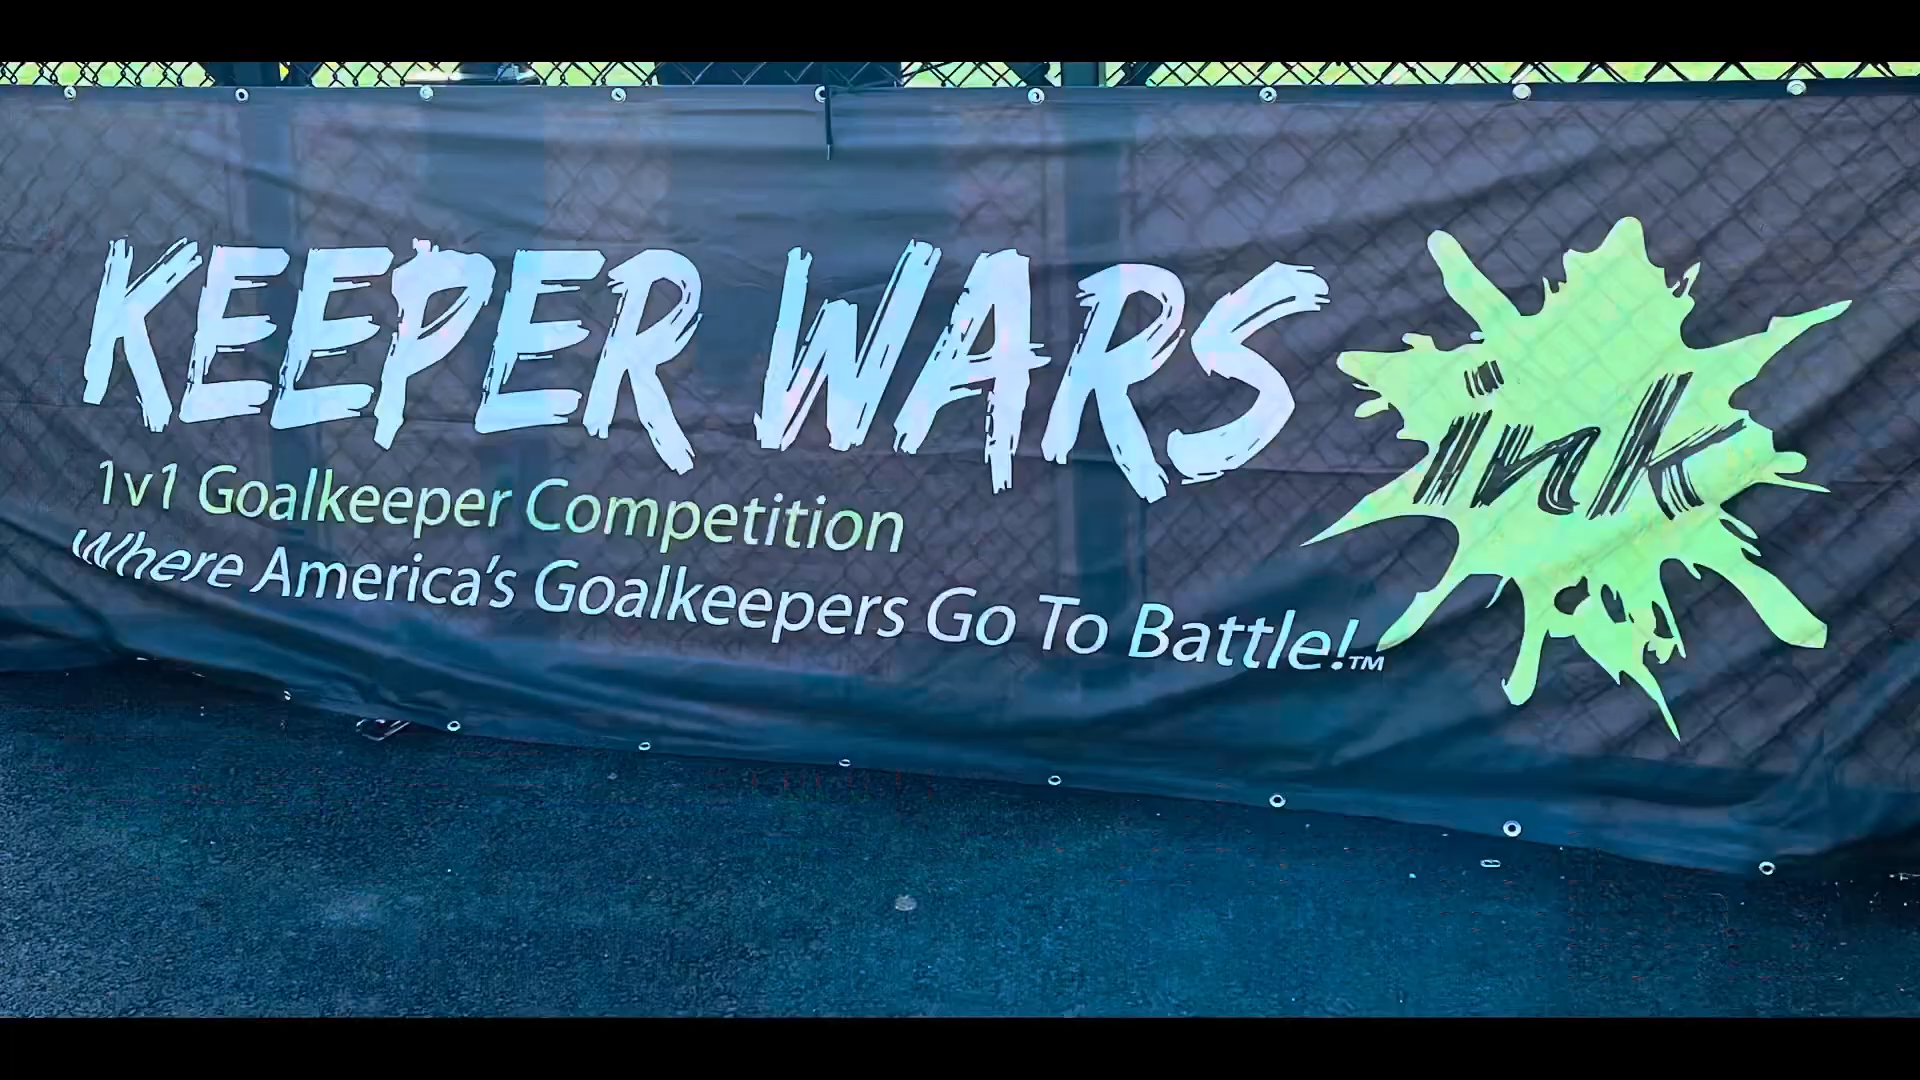 KEEPER WARS
ink
1v1 Goalkeeper Competition
Where America's Goalkeepers Go To Battle!™